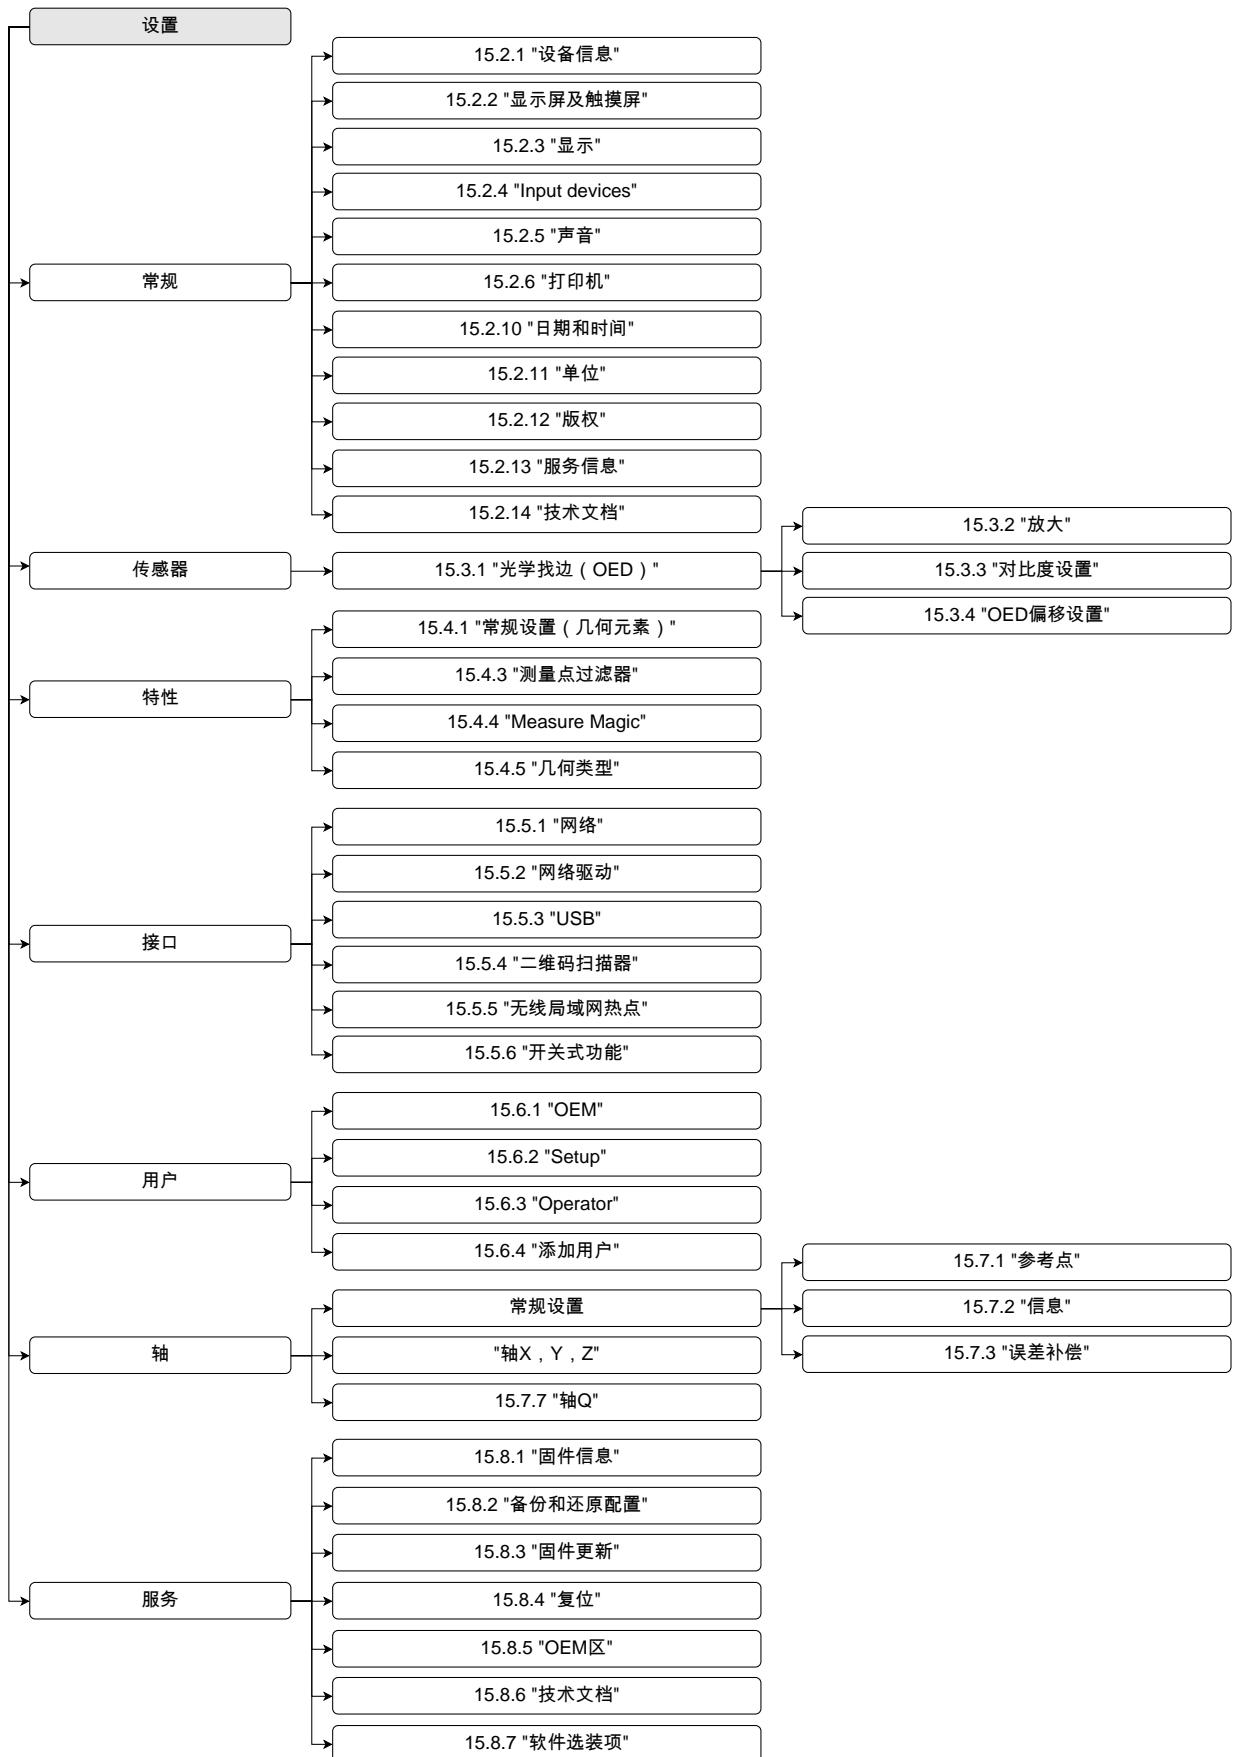 设置
常规
15.2.1 "设备信息"
15.2.2 "显示屏及触摸屏"
15.2.3 "显示"
15.2.4 "Input devices"
15.2.5 "声音"
15.2.6 "打印机"
15.2.10 "日期和时间"
15.2.11 "单位"
15.2.12 "版权"
15.2.13 "服务信息"
15.2.14 "技术文档"
传感器
15.3.1 "光学找边（OED）"
15.3.2 "放大"
15.3.3 "对比度设置"
15.3.4 "OED偏移设置"
特性
15.4.1 "常规设置（几何元素）"
15.4.3 "测量点过滤器"
15.4.4 "Measure Magic"
15.4.5 "几何类型"
接口
15.5.1 "网络"
15.5.2 "网络驱动"
15.5.3 "USB"
15.5.4 "二维码扫描器"
15.5.5 "无线局域网热点"
15.5.6 "开关式功能"
用户
15.6.1 "OEM"
15.6.2 "Setup"
15.6.3 "Operator"
15.6.4 "添加用户"
轴
常规设置
15.7.1 "参考点"
15.7.2 "信息"
15.7.3 "误差补偿"
"轴X，Y，Z"
15.7.7 "轴Q"
服务
15.8.1 "固件信息"
15.8.2 "备份和还原配置"
15.8.3 "固件更新"
15.8.4 "复位"
15.8.5 "OEM区"
15.8.6 "技术文档"
15.8.7 "软件选装项"